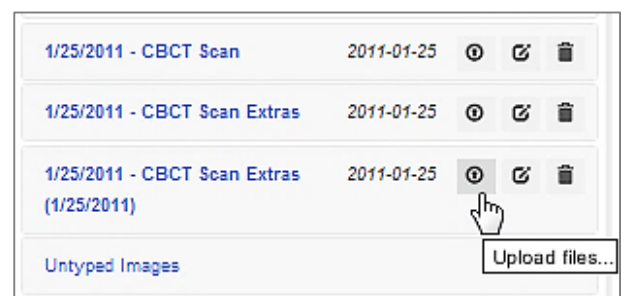 1/25/2011 - CBCT Scan 2011-01-25
1/25/2011 - CBCT Scan Extras 2011-01-25
1/25/2011 - CBCT Scan Extras 2011-01-25
(1/25/2011)
Upload files...
Untyped Images